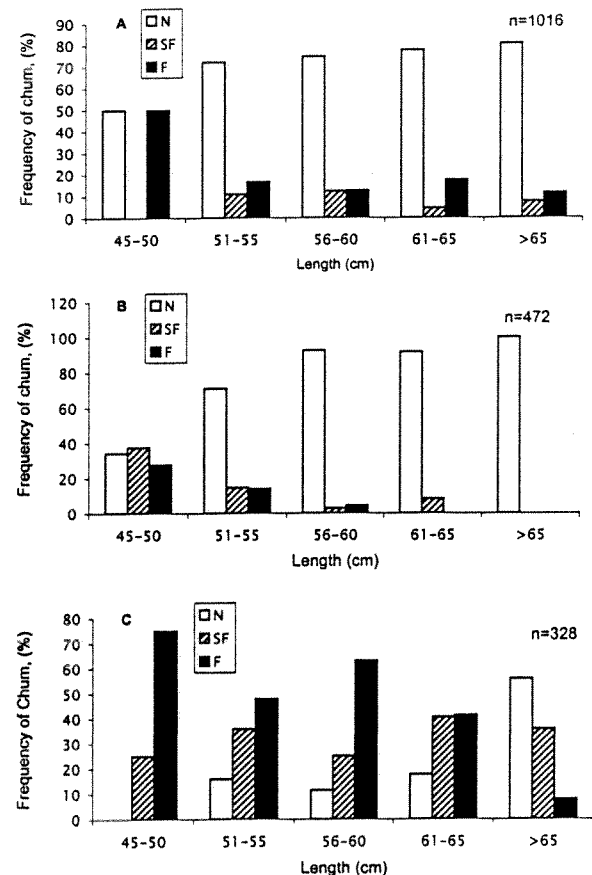 A
N
SF
F
n=1016
Frequency of chum, (%)
90
80
70
60
50
40
30
20
10
0
45-50 51-55 56-60 61-65 >65
Length (cm)
B
N
SF
F
n=472
Frequency of chum, (%)
120
100
80
60
40
20
0
45-50 51-55 56-60 61-65 >65
Length (cm)
C
N
SF
F
n=328
Frequency of Chum, (%)
80
70
60
50
40
30
20
10
0
45-50 51-55 56-60 61-65 >65
Length (cm)